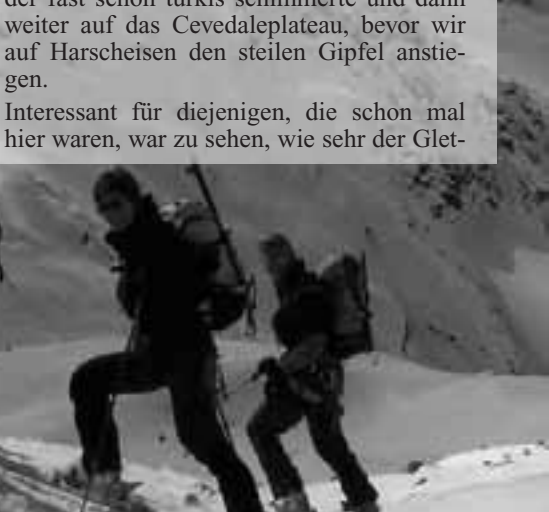 der fast schon türkis schimmerte und dann
weiter auf das Cevedaleplateau, bevor wir
auf Harscheisen den steilen Gipfel anstie-
gen.
Interessant für diejenigen, die schon mal
hier waren, war zu sehen, wie sehr der Glet-